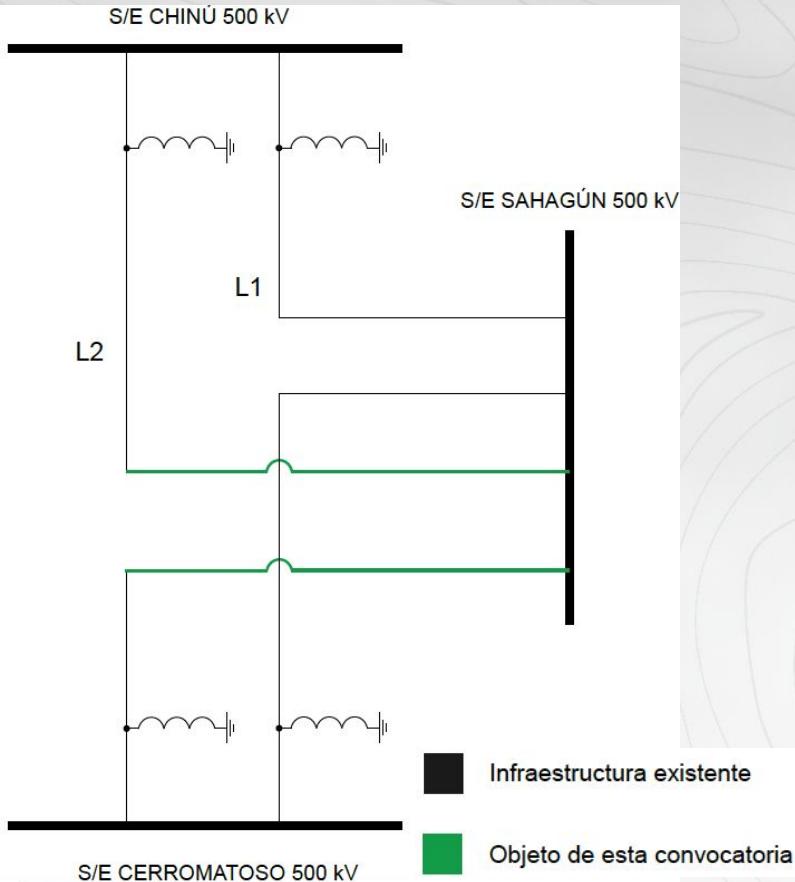 S/E CHINÚ 500 kV
S/E SAHAGÚN 500 kV
L1
L2
Infraestructura existente
Objeto de esta convocatoria
S/E CERROMATOSO 500 kV